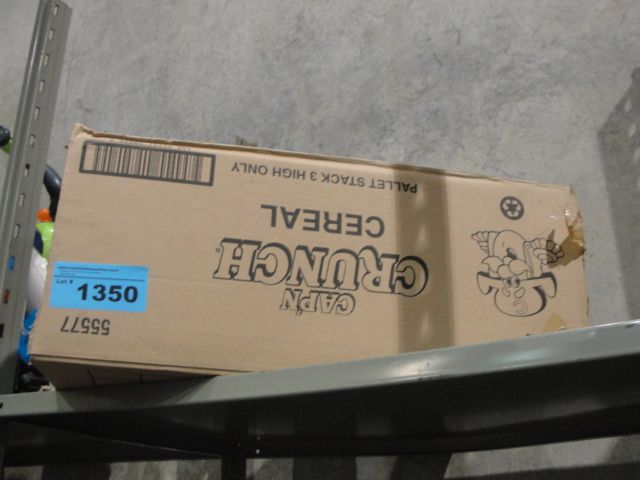 55577
CAP'N
CRUNCH
CEREAL
PALLET STACK 3 HIGH ONLY
Lot #
1350